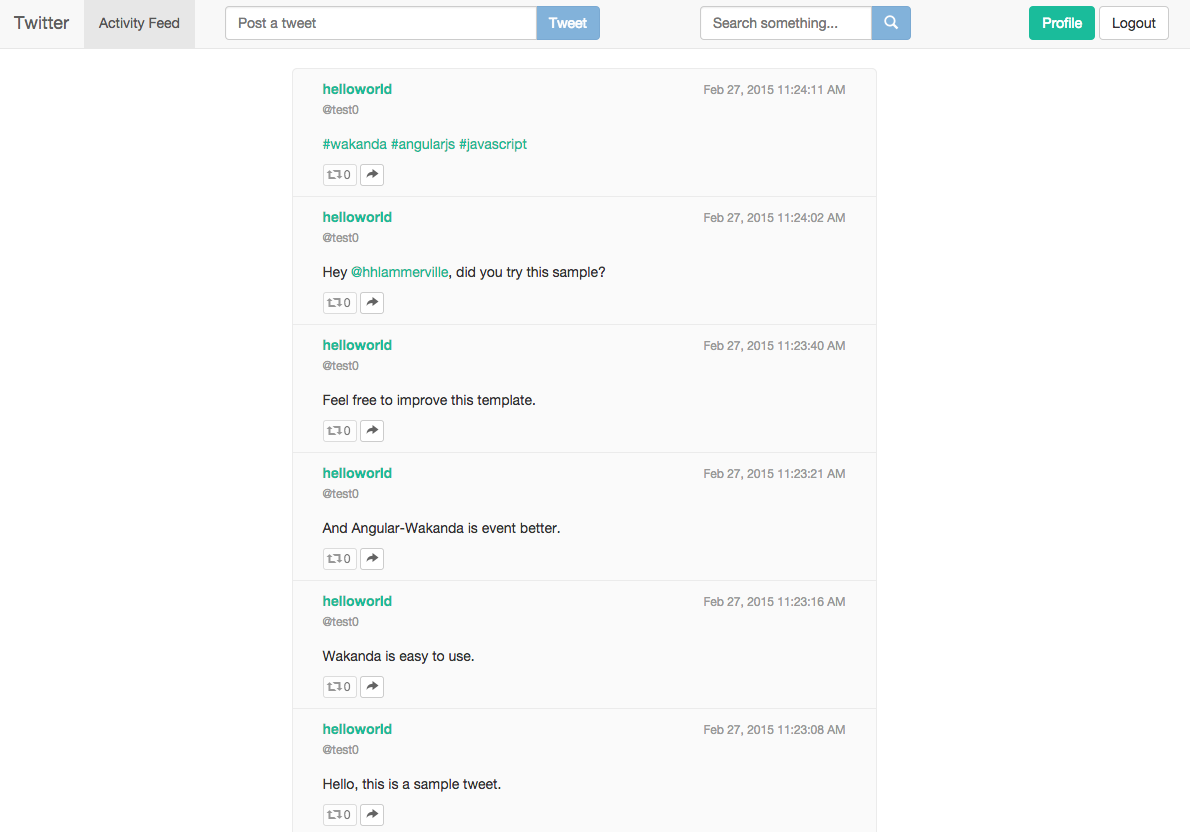 Twitter Activity Feed Post a tweet Tweet Search something... Profile Logout
helloworld Feb 27, 2015 11:24:11 AM
@test0
#wakanda #angularjs #javascript
0
helloworld Feb 27, 2015 11:24:02 AM
@test0
Hey @hhlammerville, did you try this sample?
0
helloworld Feb 27, 2015 11:23:40 AM
@test0
Feel free to improve this template.
0
helloworld Feb 27, 2015 11:23:21 AM
@test0
And Angular-Wakanda is event better.
0
helloworld Feb 27, 2015 11:23:16 AM
@test0
Wakanda is easy to use.
0
helloworld Feb 27, 2015 11:23:08 AM
@test0
Hello, this is a sample tweet.
0